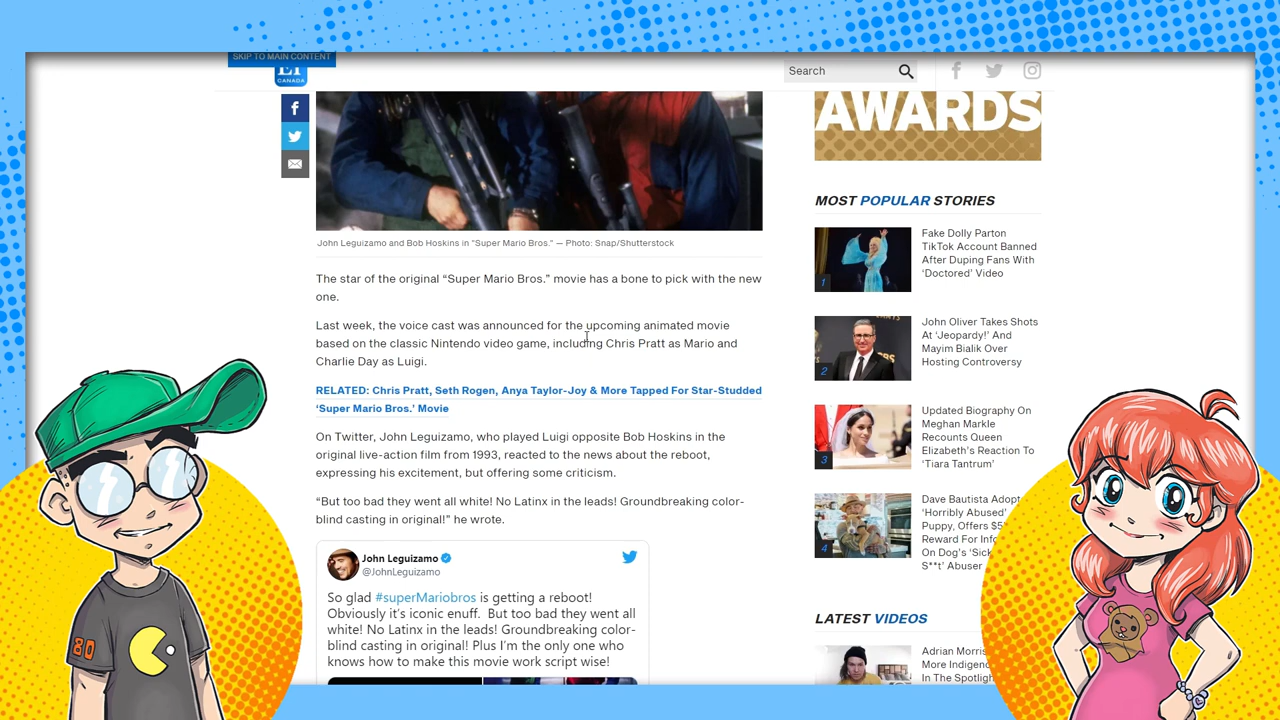 SKIP TO MAIN CONTENT
ET
CANADA
Search
AWARDS
John Leguizamo and Bob Hoskins in "Super Mario Bros." — Photo: Snap/Shutterstock
The star of the original “Super Mario Bros.” movie has a bone to pick with the new
one.
Last week, the voice cast was announced for the upcoming animated movie
based on the classic Nintendo video game, including Chris Pratt as Mario and
Charlie Day as Luigi.
RELATED: Chris Pratt, Seth Rogen, Anya Taylor-Joy & More Tapped For Star-Studded
‘Super Mario Bros.’ Movie
On Twitter, John Leguizamo, who played Luigi opposite Bob Hoskins in the
original live-action film from 1993, reacted to the news about the reboot,
expressing his excitement, but offering some criticism.
“But too bad they went all white! No Latinx in the leads! Groundbreaking color-
blind casting in original!” he wrote.
John Leguizamo
@JohnLeguizamo
So glad #superMariobros is getting a reboot!
Obviously it's iconic enuff. But too bad they went all
white! No Latinx in the leads! Groundbreaking color-
blind casting in original! Plus I'm the only one who
knows how to make this movie work script wise!
MOST POPULAR STORIES
1
Fake Dolly Parton
TikTok Account Banned
After Duping Fans With
‘Doctored’ Video
2
John Oliver Takes Shots
At ‘Jeopardy!’ And
Mayim Bialik Over
Hosting Controversy
3
Updated Biography On
Meghan Markle
Recounts Queen
Elizabeth's Reaction To
‘Tiara Tantrum’
4
Dave Bautista Adopt
‘Horribly Abused’
Puppy, Offers $5
Reward For Info
On Dog's ‘Sick
S**t’ Abuser
LATEST VIDEOS
Adrian Morris
More Indigen
In The Spotligh
80